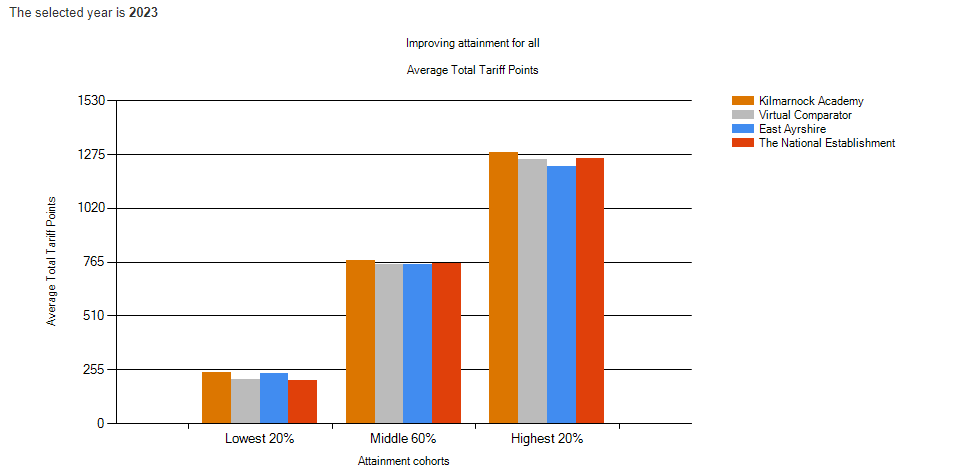 The selected year is 2023
Improving attainment for all
Average Total Tariff Points
Kilmarnock Academy
Virtual Comparator
East Ayrshire
The National Establishment
Average Total Tariff Points
1530
1275
1020
765
510
255
0
Lowest 20%
Middle 60%
Highest 20%
Attainment cohorts